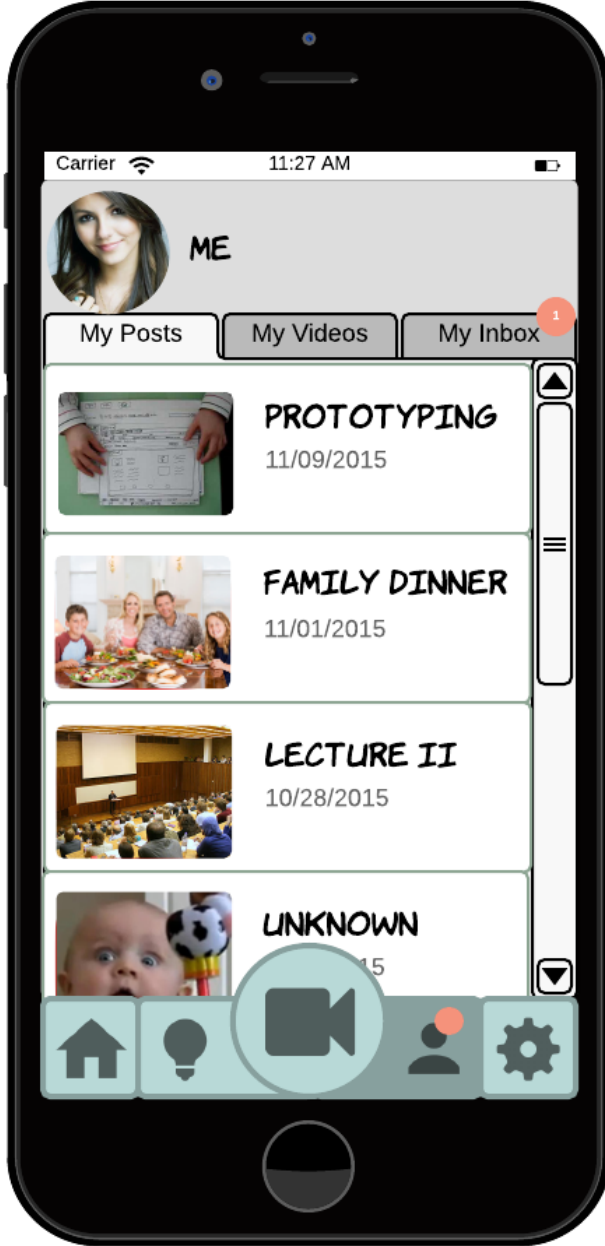 Carrier 11:27 AM
ME
1
My Posts My Videos My Inbox
PROTOTYPING
11/09/2015
FAMILY DINNER
11/01/2015
LECTURE II
10/28/2015
UNKNOWN
15